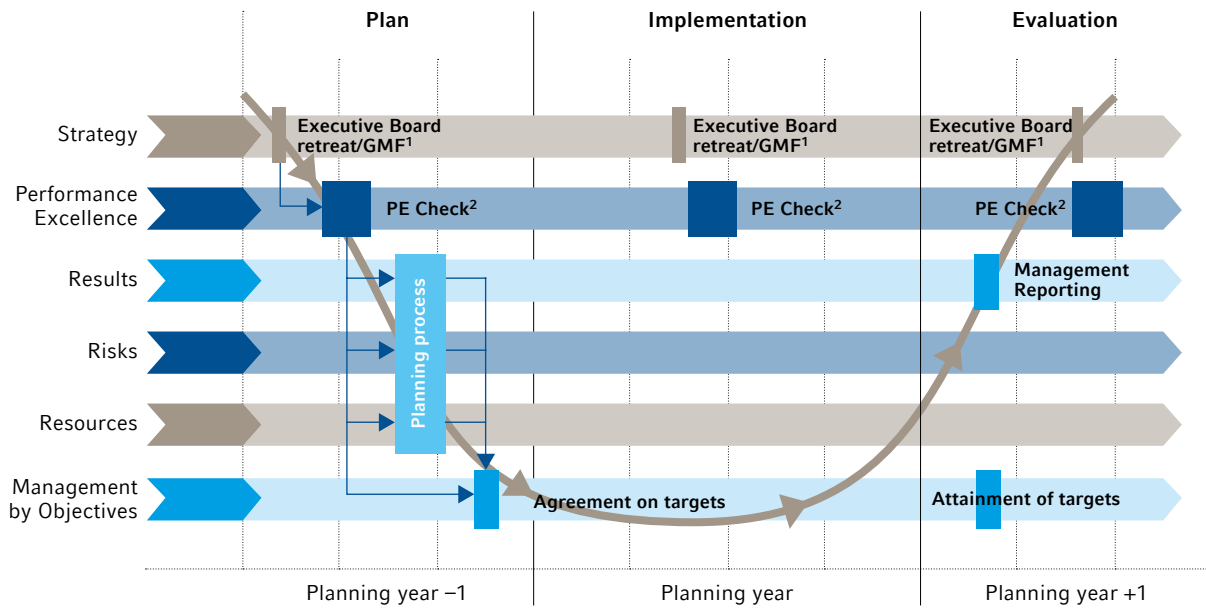 Plan
Implementation
Evaluation
Strategy
Executive Board
retreat/GMF¹
Executive Board
retreat/GMF¹
Executive Board
retreat/GMF¹
Performance
Excellence
PE Check²
PE Check²
PE Check²
Results
Management
Reporting
Planning process
Risks
Resources
Management
by Objectives
Agreement on targets
Attainment of targets
Planning year –1
Planning year
Planning year +1